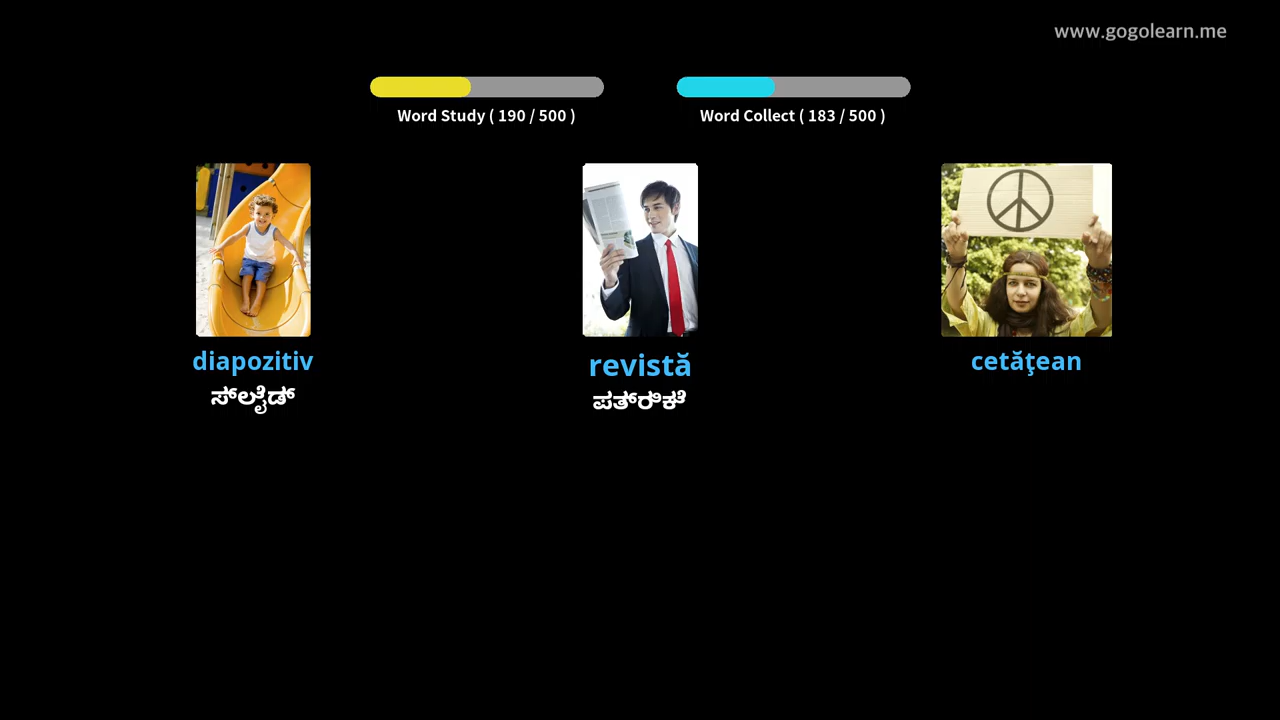 www.gogolearn.me
Word Study ( 190 / 500 )
Word Collect ( 183 / 500 )
diapozitiv
ಸ್ಲೈಡ್
revistă
ಪತ್ರಿಕೆ
cetăţean